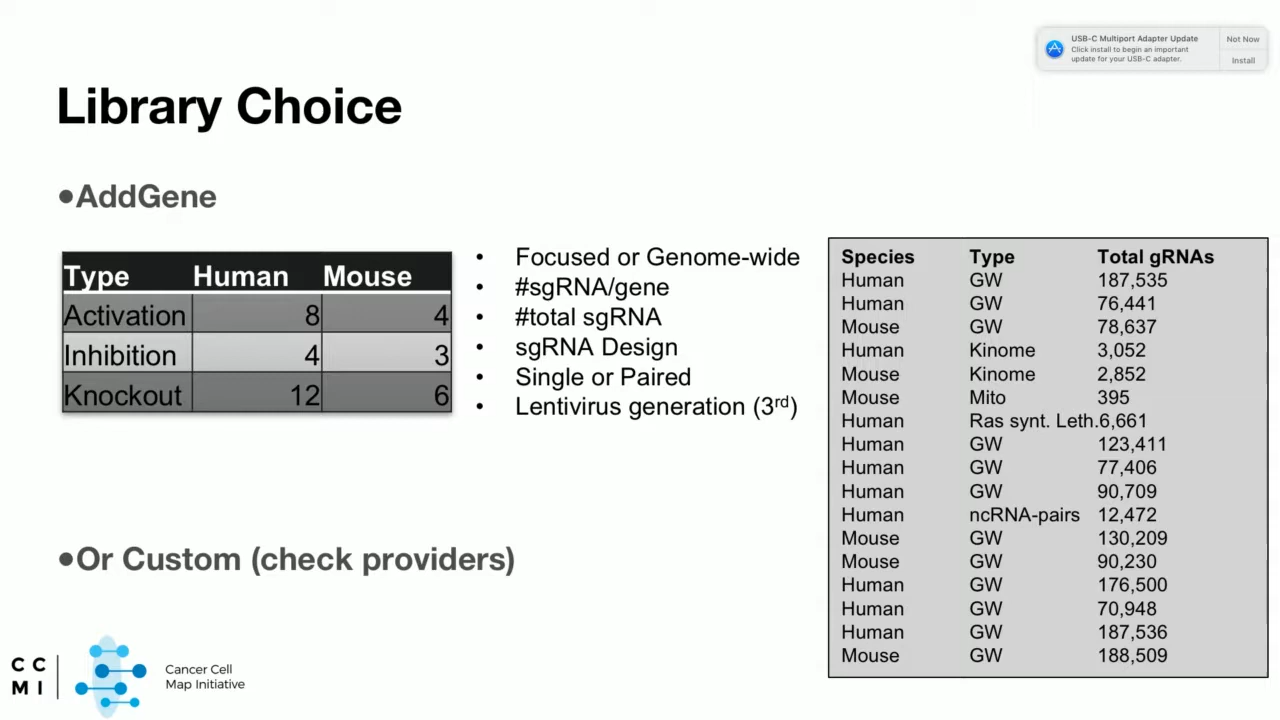 USB-C Multiport Adapter Update
Click install to begin an important
update for your USB-C adapter.
Not Now
Install
Library Choice
•AddGene
Type Human Mouse
Activation 8 4
Inhibition 4 3
Knockout 12 6
• Focused or Genome-wide
• #sgRNA/gene
• #total sgRNA
• sgRNA Design
• Single or Paired
• Lentivirus generation (3rd)
Species Type Total gRNAs
Human GW 187,535
Human GW 76,441
Mouse GW 78,637
Human Kinome 3,052
Mouse Kinome 2,852
Mouse Mito 395
Human Ras synt. Leth.6,661
Human GW 123,411
Human GW 77,406
Human GW 90,709
Human ncRNA-pairs 12,472
Mouse GW 130,209
Mouse GW 90,230
Human GW 176,500
Human GW 70,948
Human GW 187,536
Mouse GW 188,509
•Or Custom (check providers)
C C
M I
Cancer Cell
Map Initiative